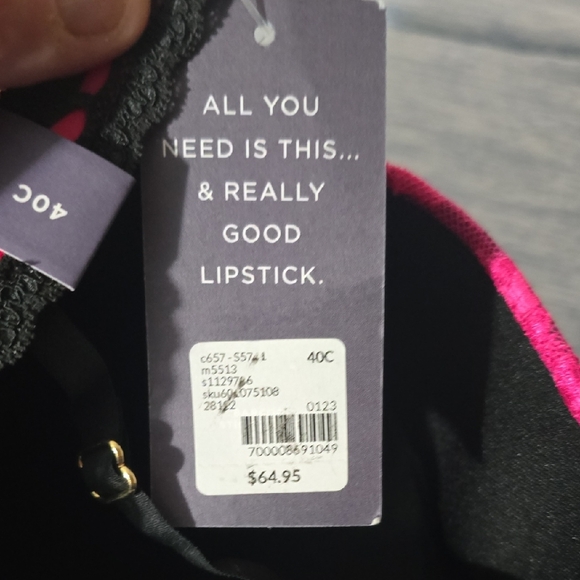 ALL YOU
NEED IS THIS...
& REALLY
GOOD
LIPSTICK.
40C
40C
m5513
0123
700008691049
$64.95